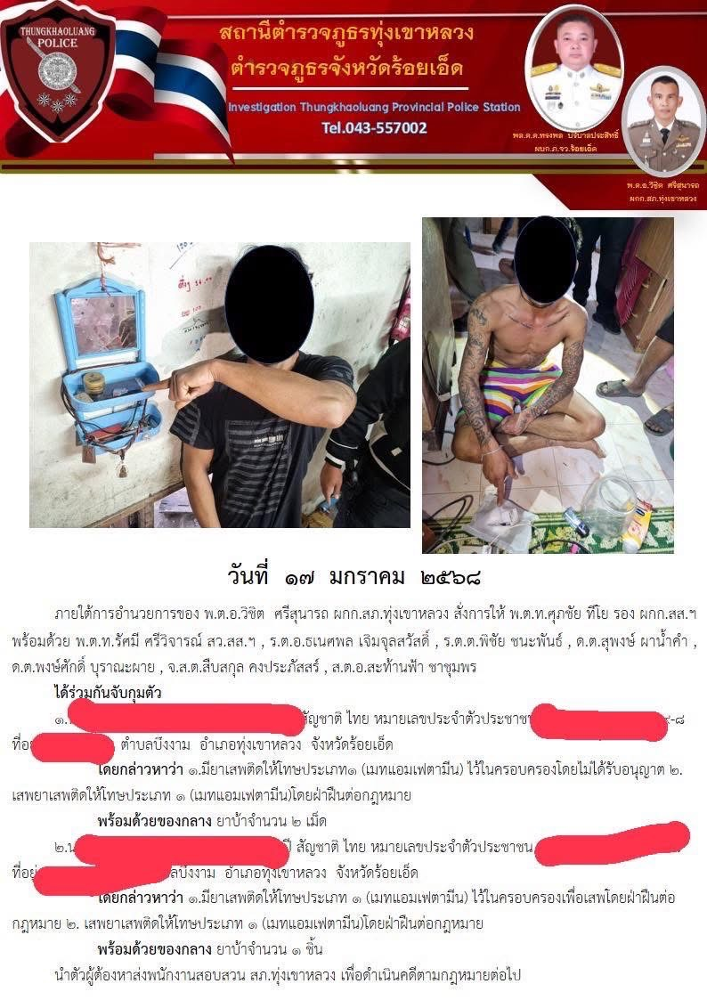 THUNGKHAOLUANG
POLICE
สถานีตำรวจภูธรทุ่งเขาหลวง
ตำรวจภูธรจังหวัดร้อยเอ็ด
Investigation Thungkhaoluang Provincial Police Station
Tel.043-557002
พล.ต.ต.ทรงพล บริบาลประสิทธิ์
ผบก.ภ.จว.ร้อยเอ็ด
พ.ต.อ.วิชิต ศรีสุนารถ
ผกก.สภ.ทุ่งเขาหลวง
วันที่ ๑๗ มกราคม ๒๕๖๘
ภายใต้การอำนวยการของ พ.ต.อ.วิชิต ศรีสุนารถ ผกก.สภ.ทุ่งเขาหลวง สั่งการให้ พ.ต.ท.ศุภชัย ทีโย รอง ผกก.สส.ฯ
พร้อมด้วย พ.ต.ท.รัศมี ศรีวิจารณ์ สว.สส.ฯ , ร.ต.อ.ธเนศพล เจิมจุลสวัสดิ์ , ร.ต.ต.พิชัย ชนะพันธ์ , ด.ต.สุพงษ์ ผาน้ำคำ ,
ด.ต.พงษ์ศักดิ์ บุราณะผาย , จ.ส.ต.สืบสกุล คงประภัสสร์ , ส.ต.อ.สะท้านฟ้า ชาชุมพร
ได้ร่วมกันจับกุมตัว
๑. สัญชาติ ไทย หมายเลขประจำตัวประชาชน ๙-๘
ที่อยู่ ตำบลบึงงาม อำเภอทุ่งเขาหลวง จังหวัดร้อยเอ็ด
โดยกล่าวหาว่า ๑.มียาเสพติดให้โทษประเภท๑ (เมทแอมเฟตามีน) ไว้ในครอบครองโดยไม่ได้รับอนุญาต ๒.
เสพยาเสพติดให้โทษประเภท ๑ (เมทแอมเฟตามีน)โดยฝ่าฝืนต่อกฎหมาย
พร้อมด้วยของกลาง ยาบ้าจำนวน ๒ เม็ด
๒.น ปี สัญชาติ ไทย หมายเลขประจำตัวประชาชน
ที่อยู่ ลบึงงาม อำเภอทุ่งเขาหลวง จังหวัดร้อยเอ็ด
โดยกล่าวหาว่า ๑.มียาเสพติดให้โทษประเภท ๑ (เมทแอมเฟตามีน) ไว้ในครอบครองเพื่อเสพโดยฝ่าฝืนต่อ
กฎหมาย ๒. เสพยาเสพติดให้โทษประเภท ๑ (เมทแอมเฟตามีน)โดยฝ่าฝืนต่อกฎหมาย
พร้อมด้วยของกลาง ยาบ้าจำนวน ๑ ชิ้น
นำตัวผู้ต้องหาส่งพนักงานสอบสวน สภ.ทุ่งเขาหลวง เพื่อดำเนินคดีตามกฎหมายต่อไป